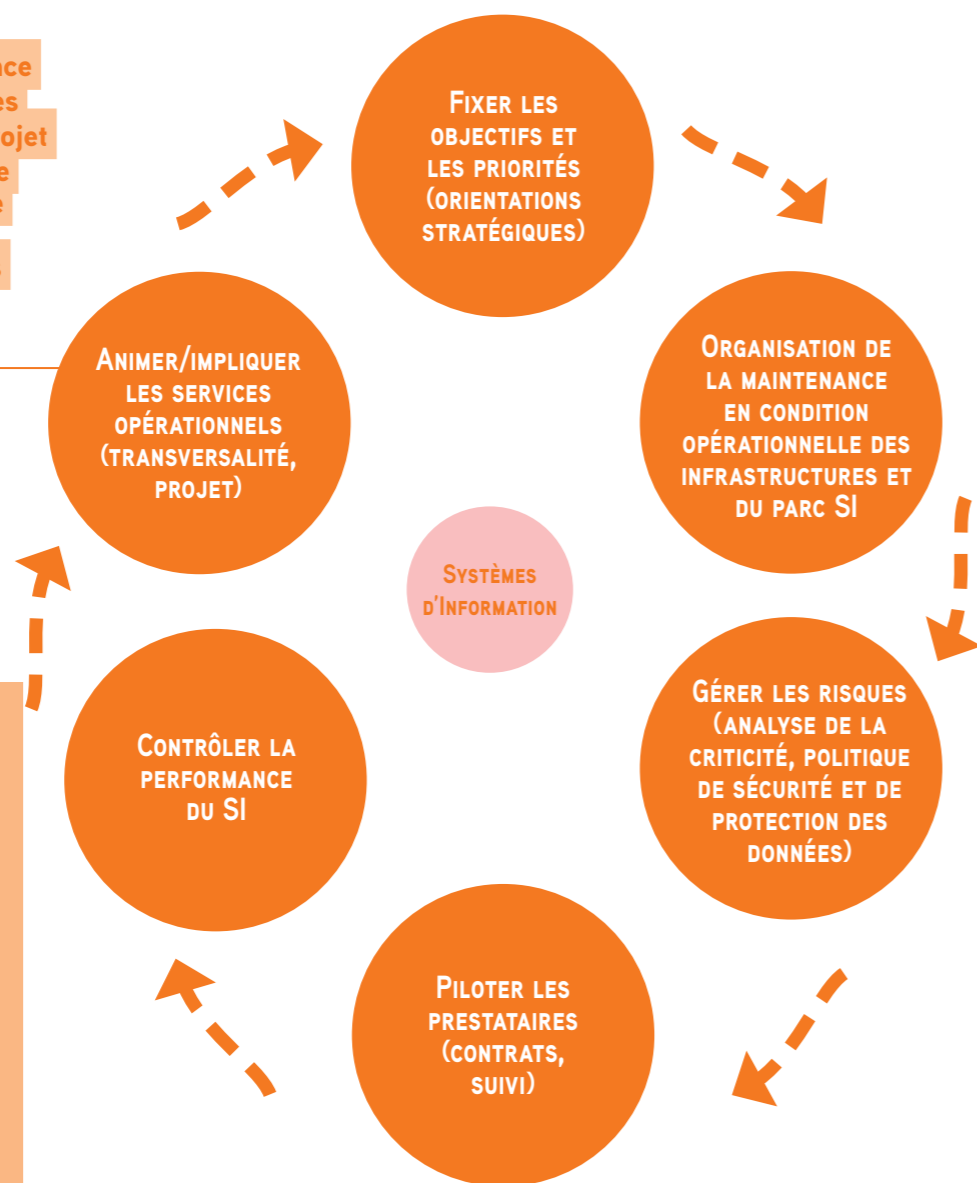 ojet
Fixer les
objectifs et
les priorités
(orientations
stratégiques)
Organisation de
la maintenance
en condition
opérationnelle des
infrastructures et
du parc SI
Gérer les risques
(analyse de la
criticité, politique
de sécurité et de
protection des
données)
Piloter les
prestataires
(contrats,
suivi)
Contrôler la
performance
du SI
Animer/impliquer
les services
opérationnels
(transversalité,
projet)
Systèmes
d'Information